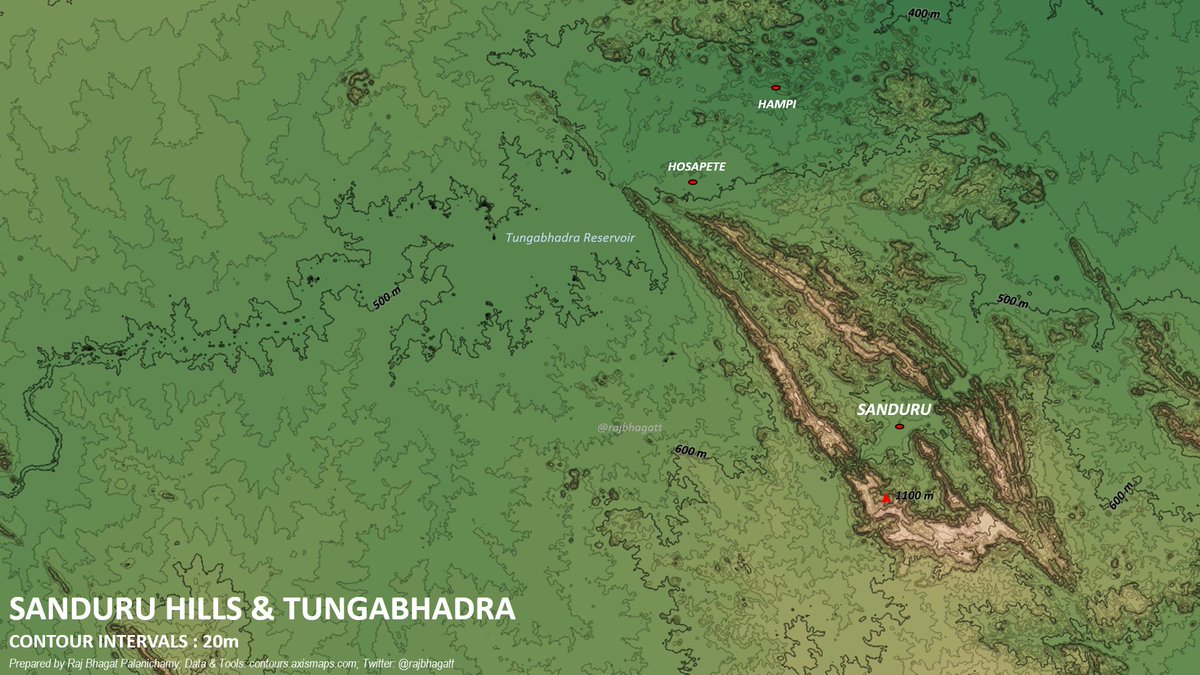 400 m
HAMPI
HOSAPETE
Tungabhadra Reservoir
500 m
500 m
SANDURU
@rajbhagatt
600 m
1100 m
600 m
SANDURU HILLS & TUNGABHADRA
CONTOUR INTERVALS : 20m
Prepared by Raj Bhagat Palanichamy; Data & Tools: contours.axismaps.com; Twitter: @rajbhagatt